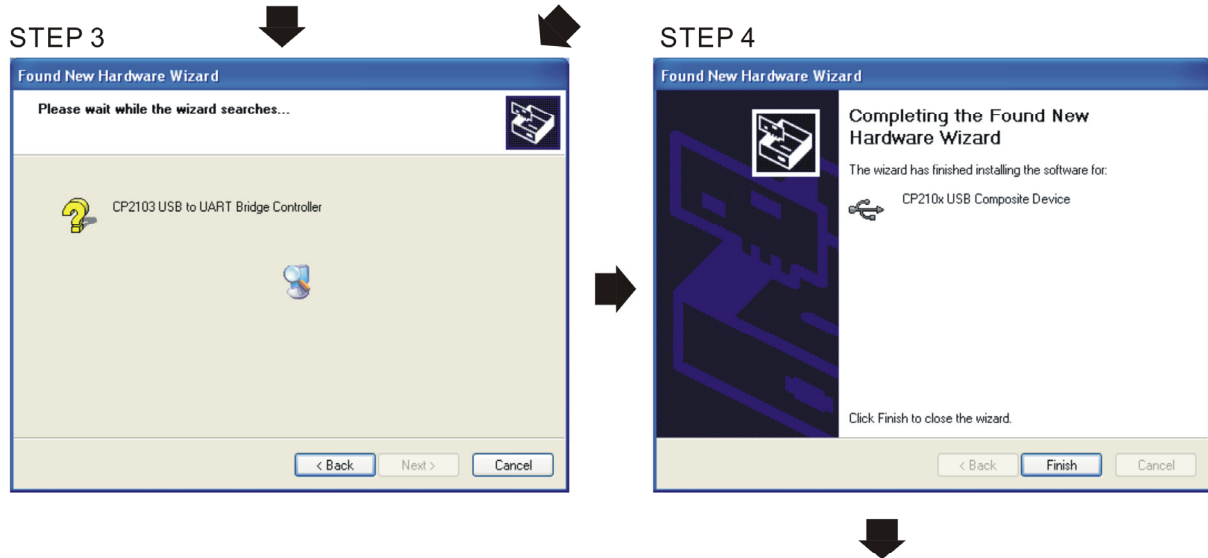 STEP 3
Found New Hardware Wizard
Please wait while the wizard searches...
CP2103 USB to UART Bridge Controller
< Back
Next >
Cancel
STEP 4
Found New Hardware Wizard
Completing the Found New
Hardware Wizard
The wizard has finished installing the software for:
CP210x USB Composite Device
Click Finish to close the wizard.
< Back
Finish
Cancel